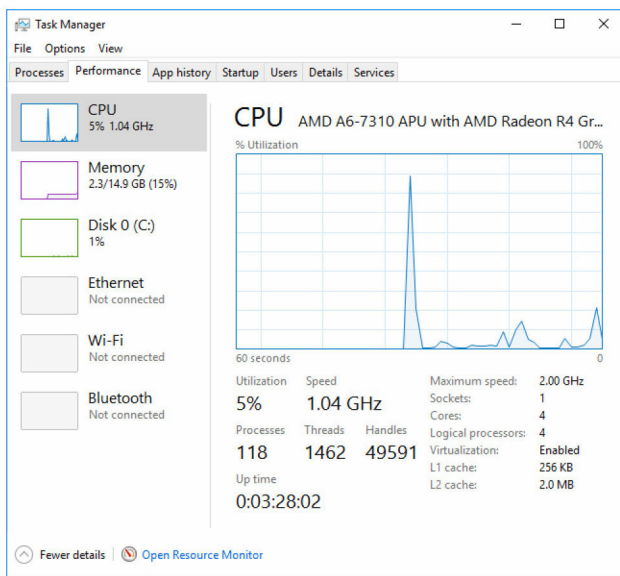 Task Manager
File Options View
Processes Performance App history Startup Users Details Services
CPU
5% 1.04 GHz
Memory
2.3/14.9 GB (15%)
Disk 0 (C:)
1%
Ethernet
Not connected
Wi-Fi
Not connected
Bluetooth
Not connected
CPU AMD A6-7310 APU with AMD Radeon R4 Gr...
% Utilization 100%
60 seconds 0
Utilization Speed
5% 1.04 GHz
Processes Threads Handles
118 1462 49591
Up time
0:03:28:02
Maximum speed: 2.00 GHz
Sockets: 1
Cores: 4
Logical processors: 4
Virtualization: Enabled
L1 cache: 256 KB
L2 cache: 2.0 MB
Fewer details Open Resource Monitor